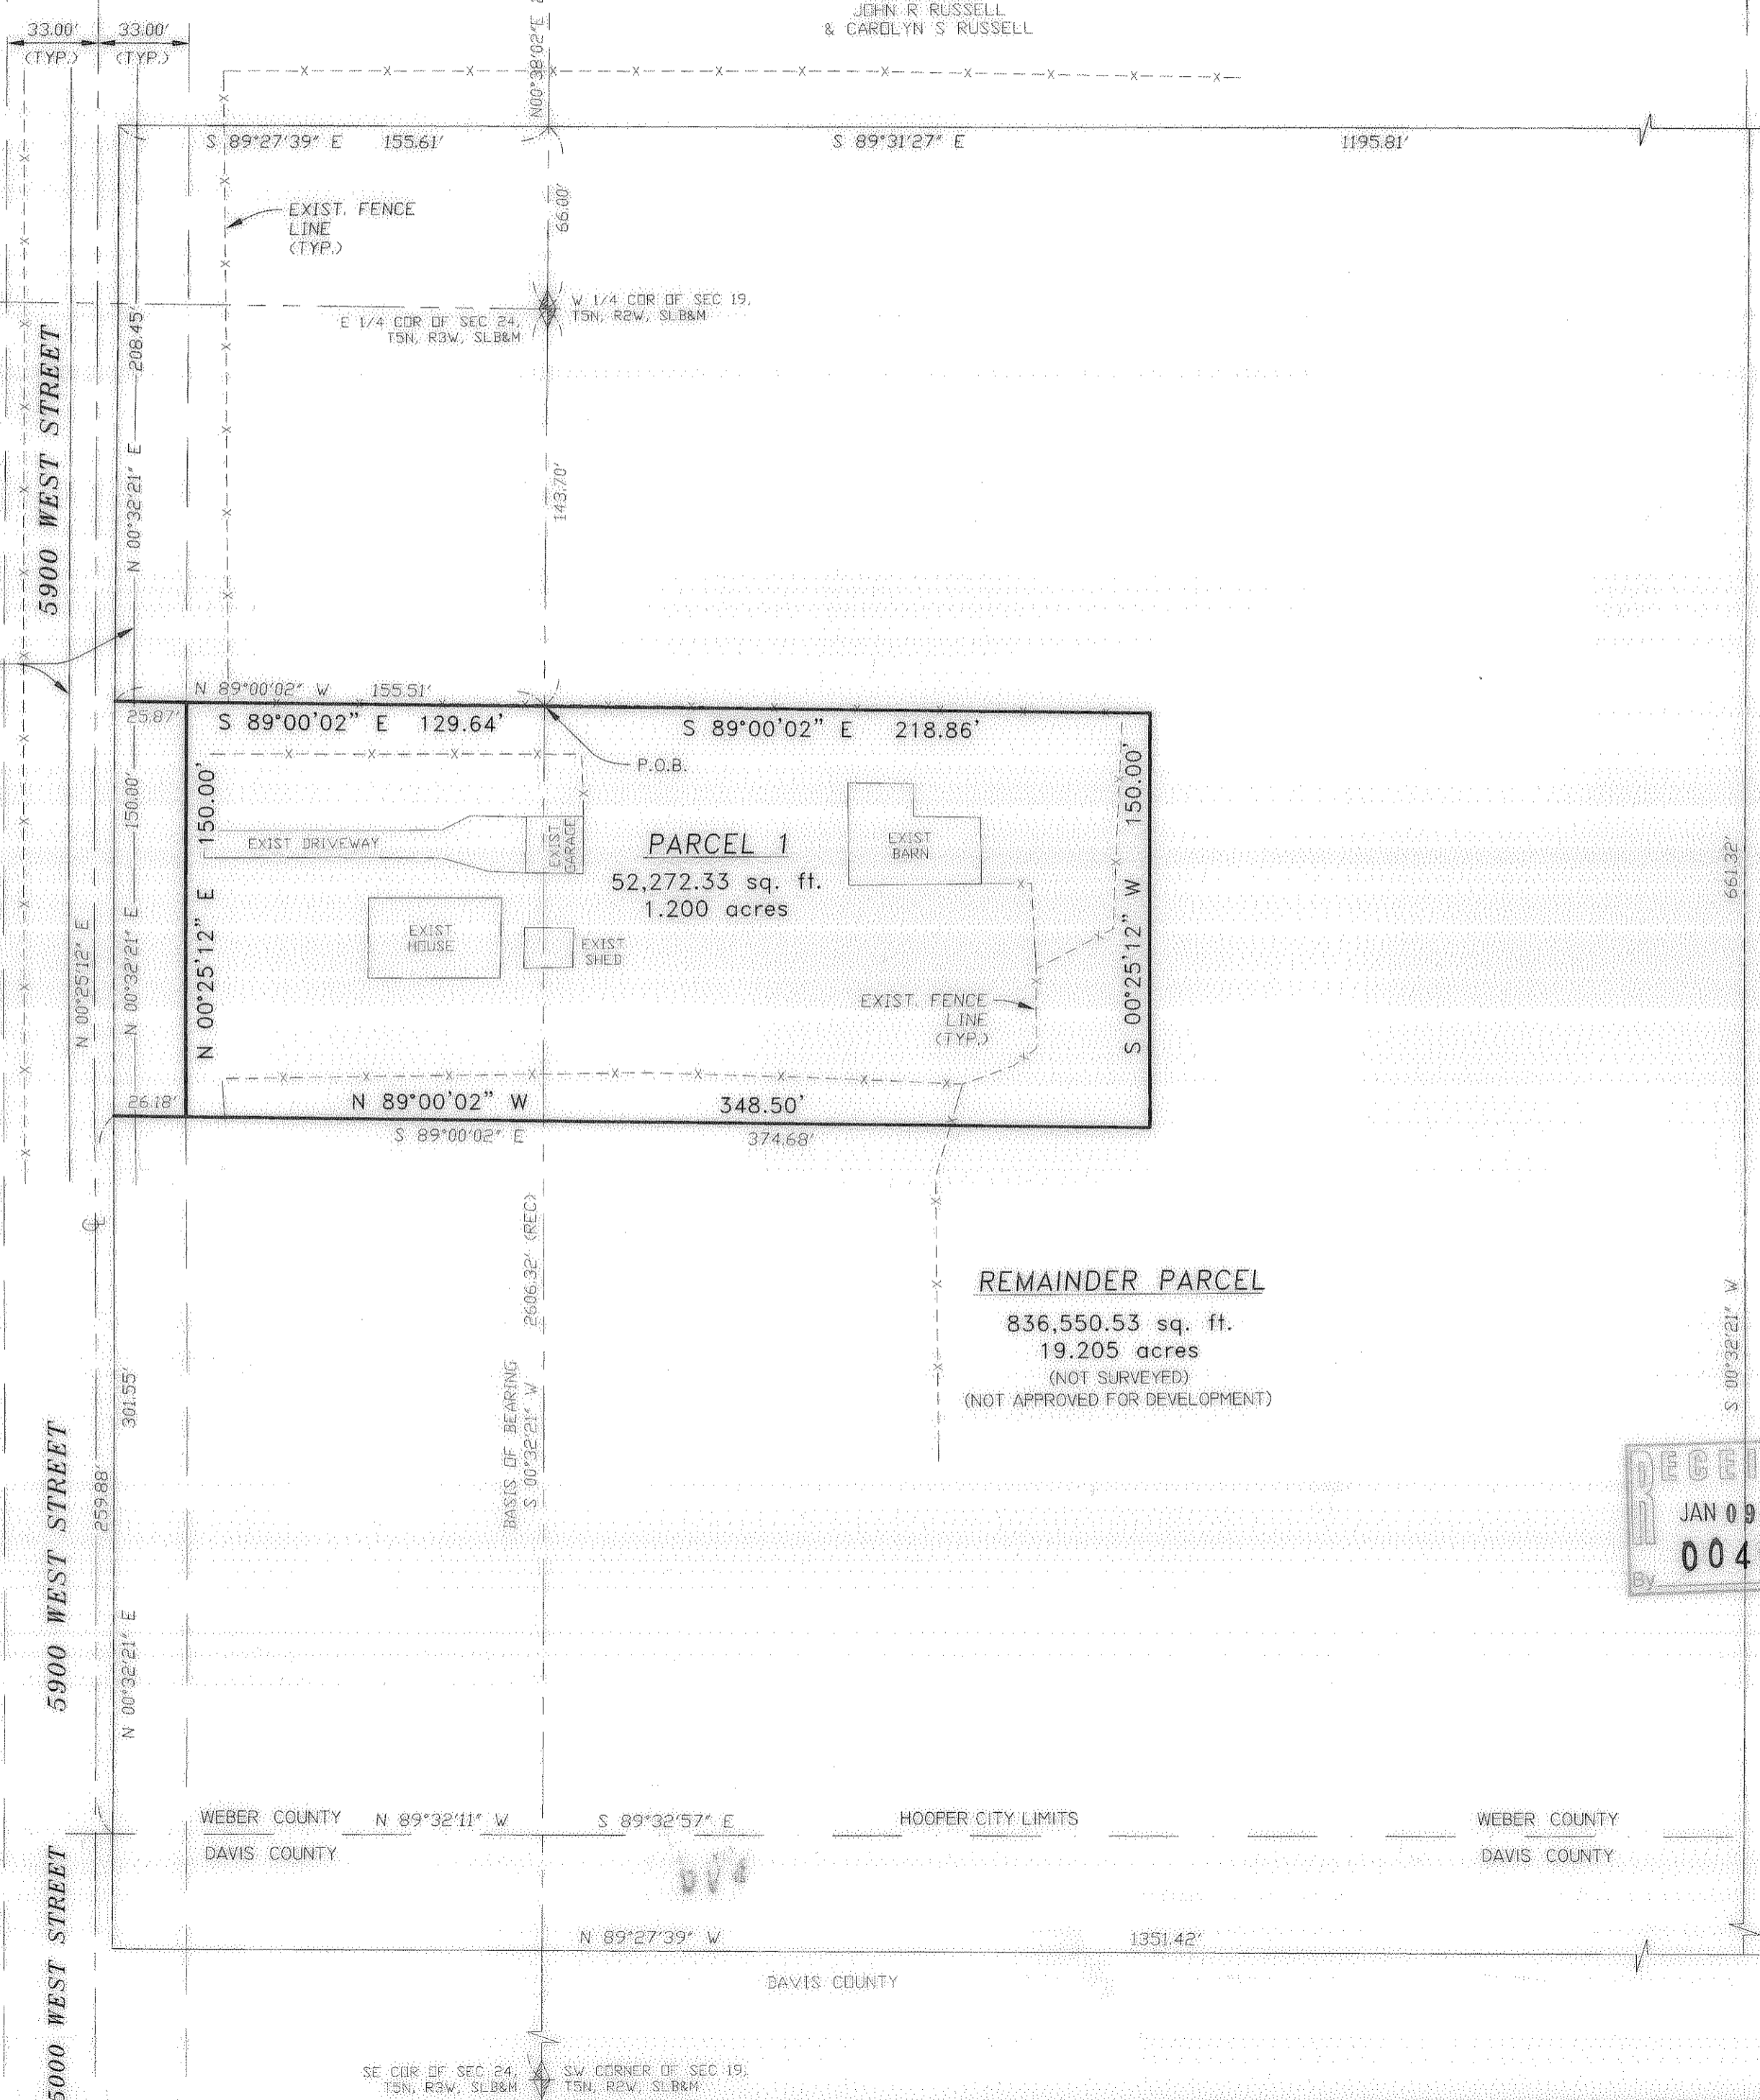 JOHN R RUSSELL
& CAROLYN S RUSSELL
33.00' 33.00'
(TYP.) (TYP.)
N00°38'02"E
S 89°27'39" E 155.61'
S 89°31'27" E 1195.81'
66.00'
EXIST. FENCE
LINE
(TYP.)
W 1/4 COR OF SEC 19,
T5N, R2W, SLB&M
E 1/4 COR OF SEC 24,
T5N, R3W, SLB&M
208.45'
N 00°32'21" E
5900 WEST STREET
143.70'
N 89°00'02" W 155.51'
25.87'
S 89°00'02" E 129.64'
S 89°00'02" E 218.86'
P.O.B.
150.00'
N 00°32'21" E
N 00°25'12" E
N 00°25'12" E 150.00'
EXIST DRIVEWAY
EXIST
GARAGE
PARCEL 1
52,272.33 sq. ft.
1.200 acres
EXIST
BARN
S 00°25'12" W 150.00'
661.32'
EXIST
HOUSE
EXIST
SHED
EXIST. FENCE
LINE
(TYP.)
26.18'
N 89°00'02" W 348.50'
S 89°00'02" E 374.68'
2606.32' (REC)
BASIS OF BEARING
S 00°32'21" W
REMAINDER PARCEL
836,550.53 sq. ft.
19.205 acres
(NOT SURVEYED)
(NOT APPROVED FOR DEVELOPMENT)
S 00°32'21" W
301.55'
259.88'
N 00°32'21" E
5900 WEST STREET
JAN 09
004
By
WEBER COUNTY N 89°32'11" W S 89°32'57" E HOOPER CITY LIMITS WEBER COUNTY
DAVIS COUNTY DAVIS COUNTY
5000 WEST STREET
N 89°27'39" W 1351.42'
DAVIS COUNTY
SE COR OF SEC 24,
T5N, R3W, SLB&M
SW CORNER OF SEC 19,
T5N, R2W, SLB&M